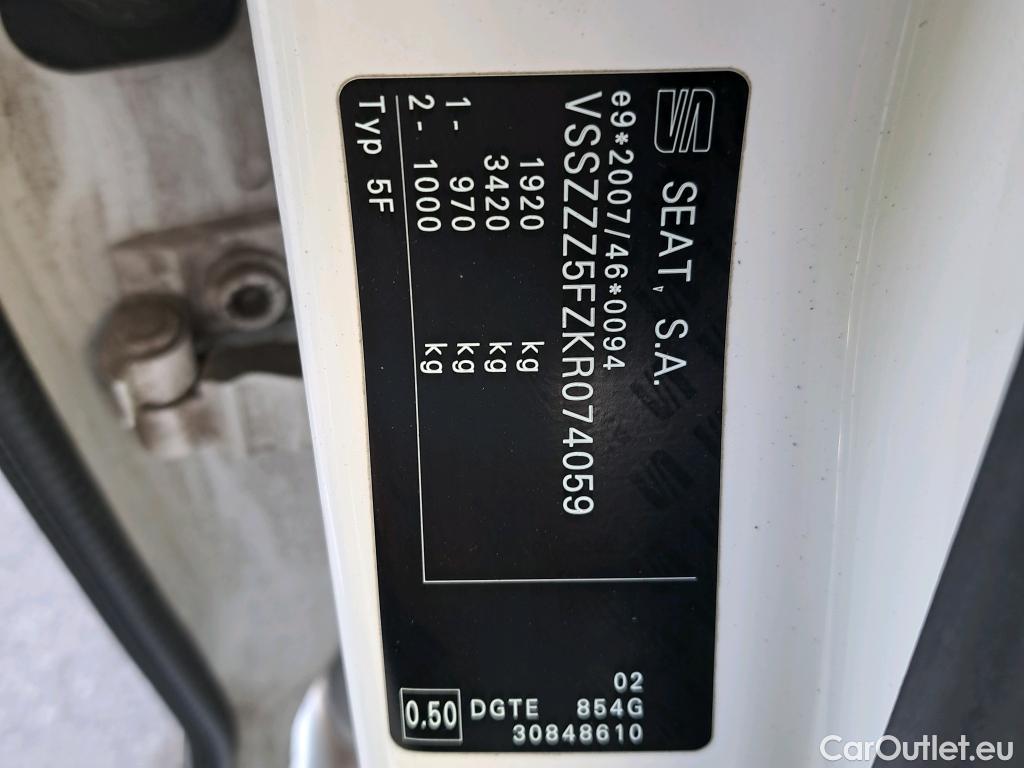 SEAT, S.A.
e9*2007/46*0094
VSSZZZ5FZKR074059
1920 kg
3420 kg
1- 970 kg
2- 1000 kg
Typ 5F
02
DGTE 854G
30848610
0.50
CarOutlet.eu